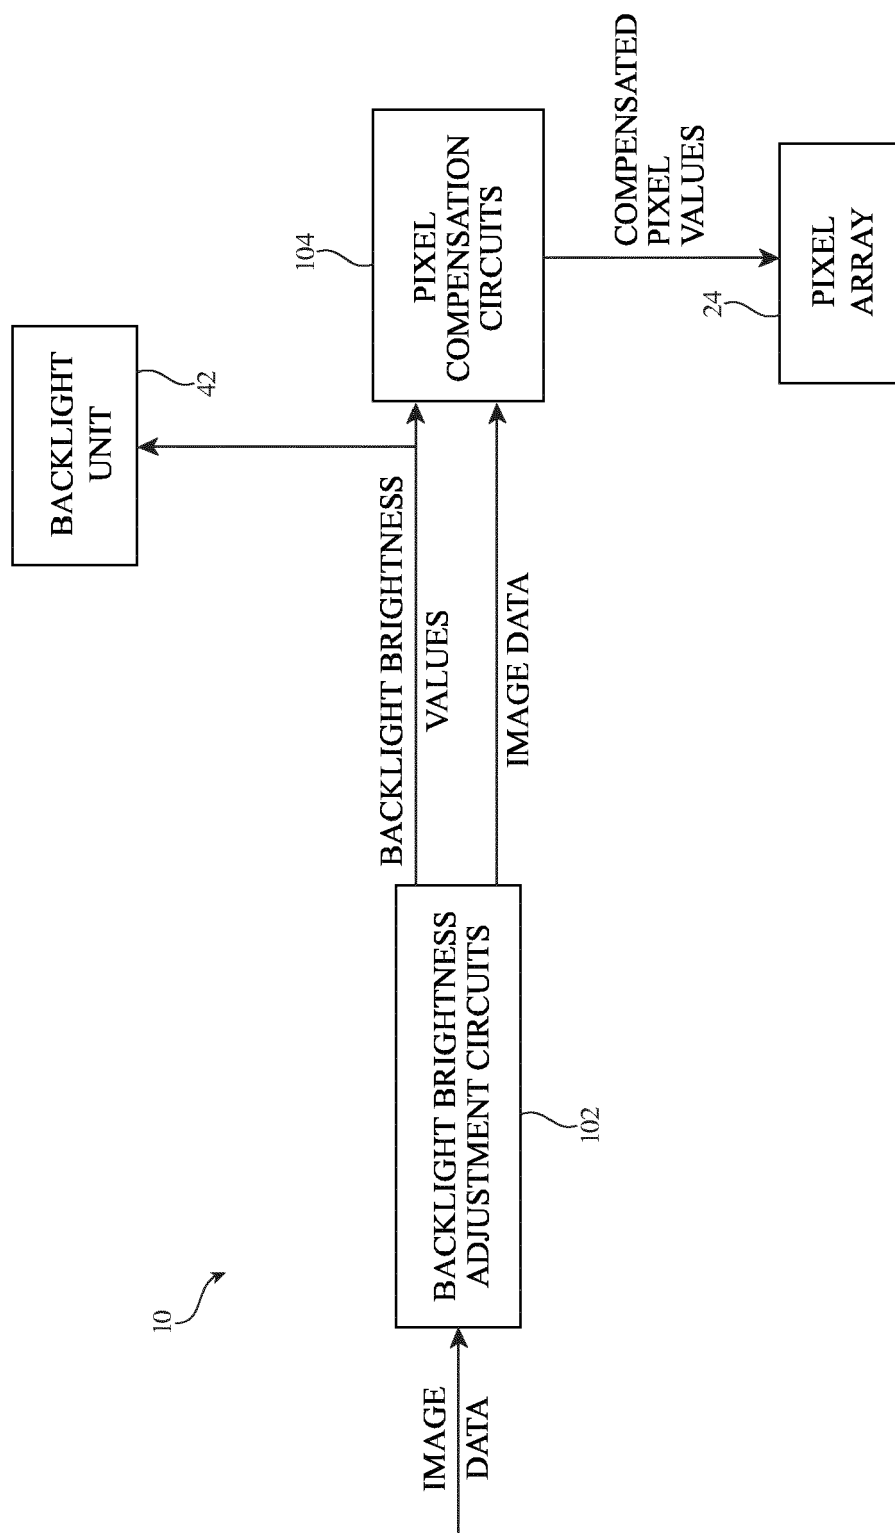 10
IMAGE
DATA
BACKLIGHT BRIGHTNESS
ADJUSTMENT CIRCUITS
102
BACKLIGHT BRIGHTNESS
VALUES
IMAGE DATA
BACKLIGHT
UNIT
42
104
PIXEL
COMPENSATION
CIRCUITS
COMPENSATED
PIXEL
VALUES
24
PIXEL
ARRAY